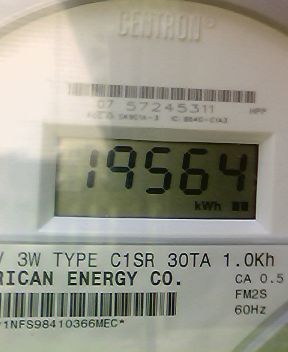 CENTRON®
07 57245311 HPP
19564
kWh
V 3W TYPE C1SR 30TA 1.0Kh
RICAN ENERGY CO.
CA 0.5
FM2S
60Hz
*1NFS98410366MEC*